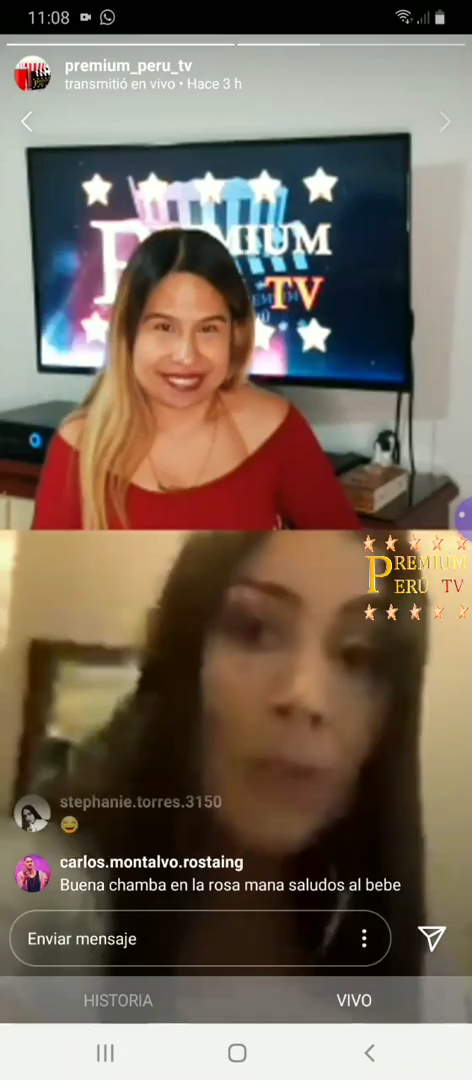 11:08
premium_peru_tv
transmitió en vivo • Hace 3 h
MIUM
TV
PREMIUM
PERÚ TV
stephanie.torres.3150
😂
carlos.montalvo.rostaing
Buena chamba en la rosa mana saludos al bebe
Enviar mensaje
HISTORIA
VIVO